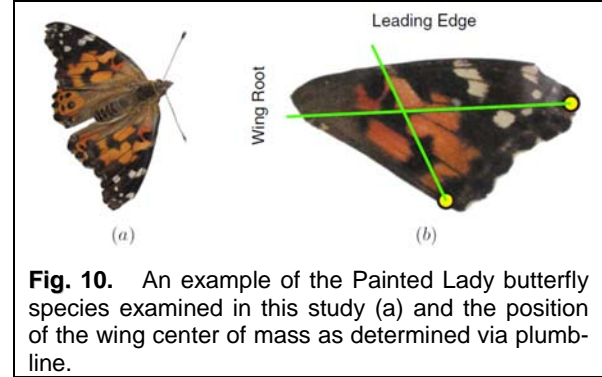 Leading Edge
Wing Root
(a)
(b)
Fig. 10. An example of the Painted Lady butterfly
species examined in this study (a) and the position
of the wing center of mass as determined via plumb-
line.